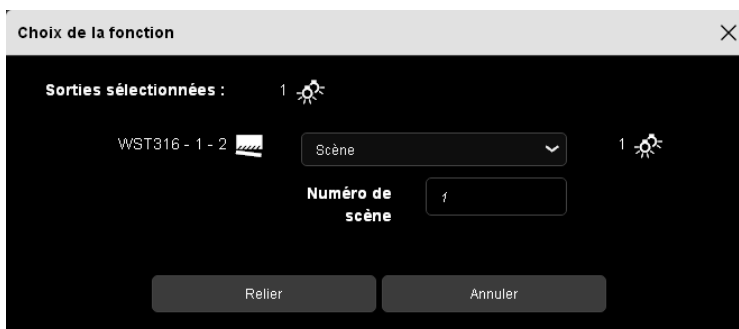 Choix de la fonction
Sorties sélectionnées : 1
WST316 - 1 - 2 Scène 1
Numéro de
scène
1
Relier Annuler